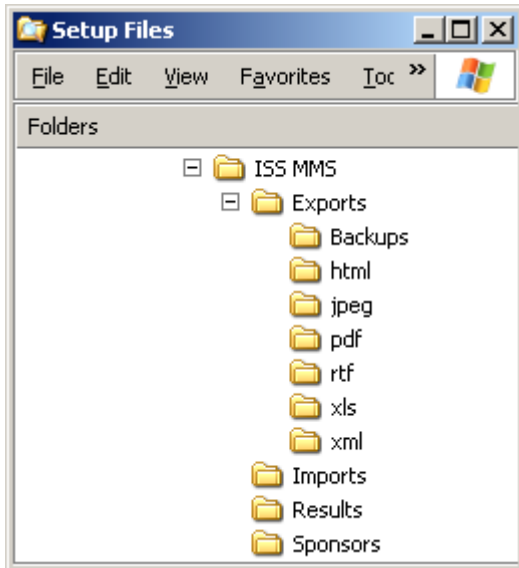 Setup Files
File Edit View Favorites Toc »
Folders
ISS MMS
Exports
Backups
html
jpeg
pdf
rtf
xls
xml
Imports
Results
Sponsors